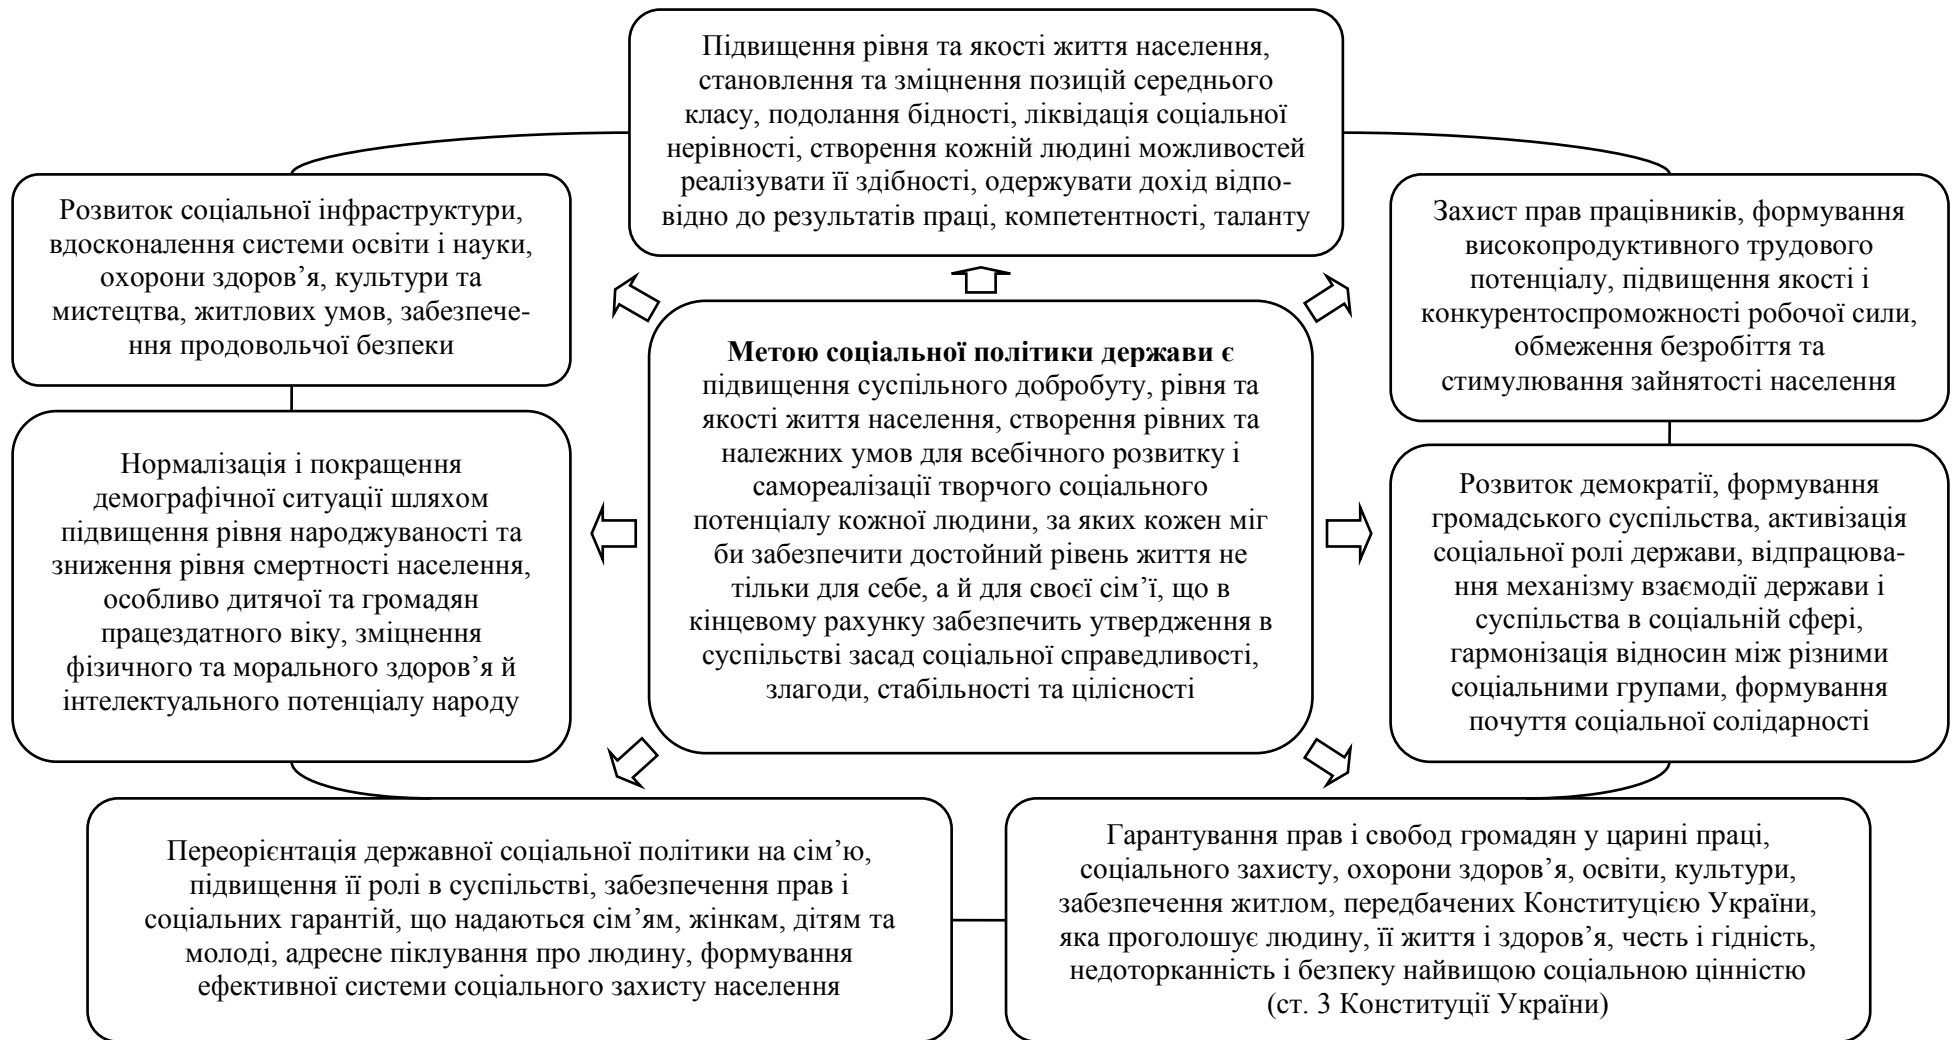 Підвищення рівня та якості життя населення,
становлення та зміцнення позицій середнього
класу, подолання бідності, ліквідація соціальної
нерівності, створення кожній людині можливостей
реалізувати її здібності, одержувати дохід відпо-
відно до результатів праці, компетентності, таланту
Розвиток соціальної інфраструктури,
вдосконалення системи освіти і науки,
охорони здоров’я, культури та
мистецтва, житлових умов, забезпече-
ння продовольчої безпеки
Захист прав працівників, формування
високопродуктивного трудового
потенціалу, підвищення якості і
конкурентоспроможності робочої сили,
обмеження безробіття та
стимулювання зайнятості населення
Метою соціальної політики держави є
підвищення суспільного добробуту, рівня та
якості життя населення, створення рівних та
належних умов для всебічного розвитку і
самореалізації творчого соціального
потенціалу кожної людини, за яких кожен міг
би забезпечити достойний рівень життя не
тільки для себе, а й для своєї сім’ї, що в
кінцевому рахунку забезпечить утвердження в
суспільстві засад соціальної справедливості,
злагоди, стабільності та цілісності
Нормалізація і покращення
демографічної ситуації шляхом
підвищення рівня народжуваності та
зниження рівня смертності населення,
особливо дитячої та громадян
працездатного віку, зміцнення
фізичного та морального здоров’я й
інтелектуального потенціалу народу
Розвиток демократії, формування
громадського суспільства, активізація
соціальної ролі держави, відпрацюва-
ння механізму взаємодії держави і
суспільства в соціальній сфері,
гармонізація відносин між різними
соціальними групами, формування
почуття соціальної солідарності
Переорієнтація державної соціальної політики на сім’ю,
підвищення її ролі в суспільстві, забезпечення прав і
соціальних гарантій, що надаються сім’ям, жінкам, дітям та
молоді, адресне піклування про людину, формування
ефективної системи соціального захисту населення
Гарантування прав і свобод громадян у царині праці,
соціального захисту, охорони здоров’я, освіти, культури,
забезпечення житлом, передбачених Конституцією України,
яка проголошує людину, її життя і здоров’я, честь і гідність,
недоторканність і безпеку найвищою соціальною цінністю
(ст. 3 Конституції України)